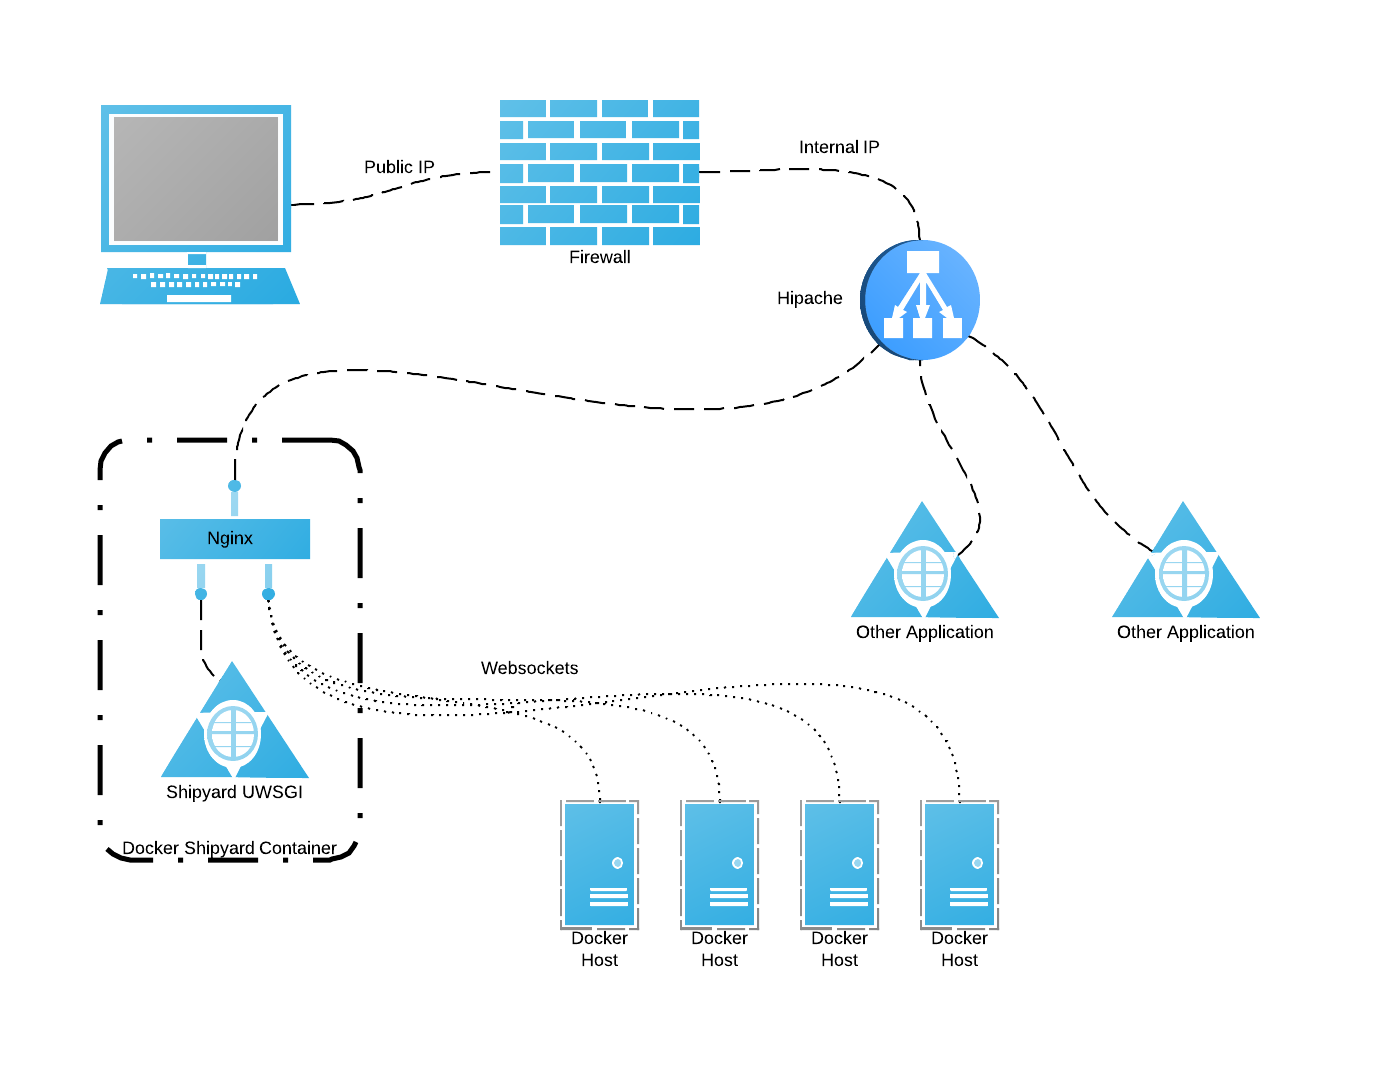 Public IP
Internal IP
Firewall
Hipache
Nginx
Other Application
Other Application
Websockets
Shipyard UWSGI
Docker Shipyard Container
Docker
Host
Docker
Host
Docker
Host
Docker
Host